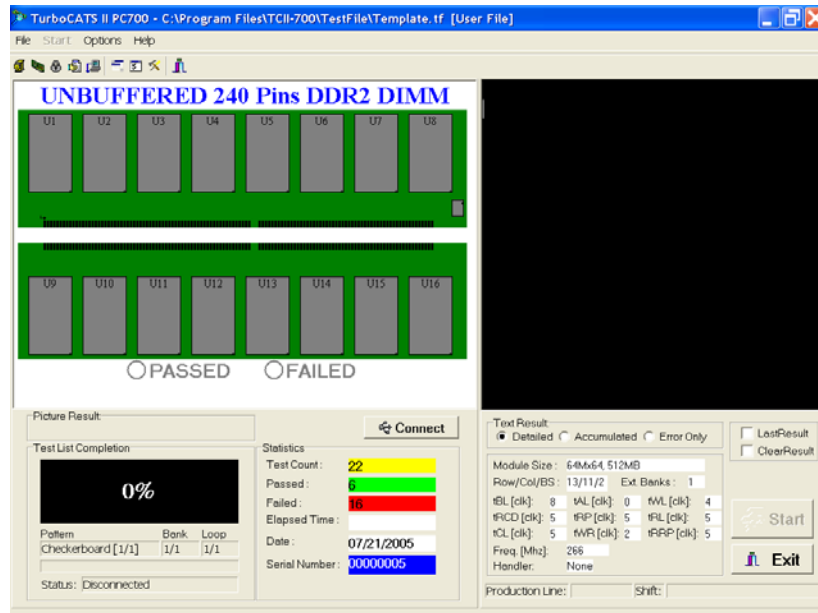 TurboCATS II PC700 - C:\Program Files\TCII-700\TestFile\Template.tf [User File]
File Start Options Help
UNBUFFERED 240 Pins DDR2 DIMM
U1 U2 U3 U4 U5 U6 U7 U8
U9 U10 U11 U12 U13 U14 U15 U16
PASSED FAILED
Picture Result
Connect
Test List Completion
0%
Pattern Bank Loop
Checkerboard [1/1] 1/1 1/1
Status: Disconnected
Statistics
Test Count: 22
Passed: 6
Failed: 16
Elapsed Time:
Date: 07/21/2005
Serial Number: 00000005
Text Result
Detailed Accumulated Error Only
LastResult
ClearResult
Module Size: 64Mx64, 512MB
Row/Col/BS: 13/11/2 Ext. Banks: 1
tBL [clk]: 8 tAL [clk]: 0 tWL [clk]: 4
tRCD [clk]: 5 tRP [clk]: 5 tRL [clk]: 5
tCL [clk]: 5 tWR [clk]: 2 tRRP [clk]: 5
Freq. [Mhz]: 266
Handler: None
Start
Exit
Production Line: Shift: